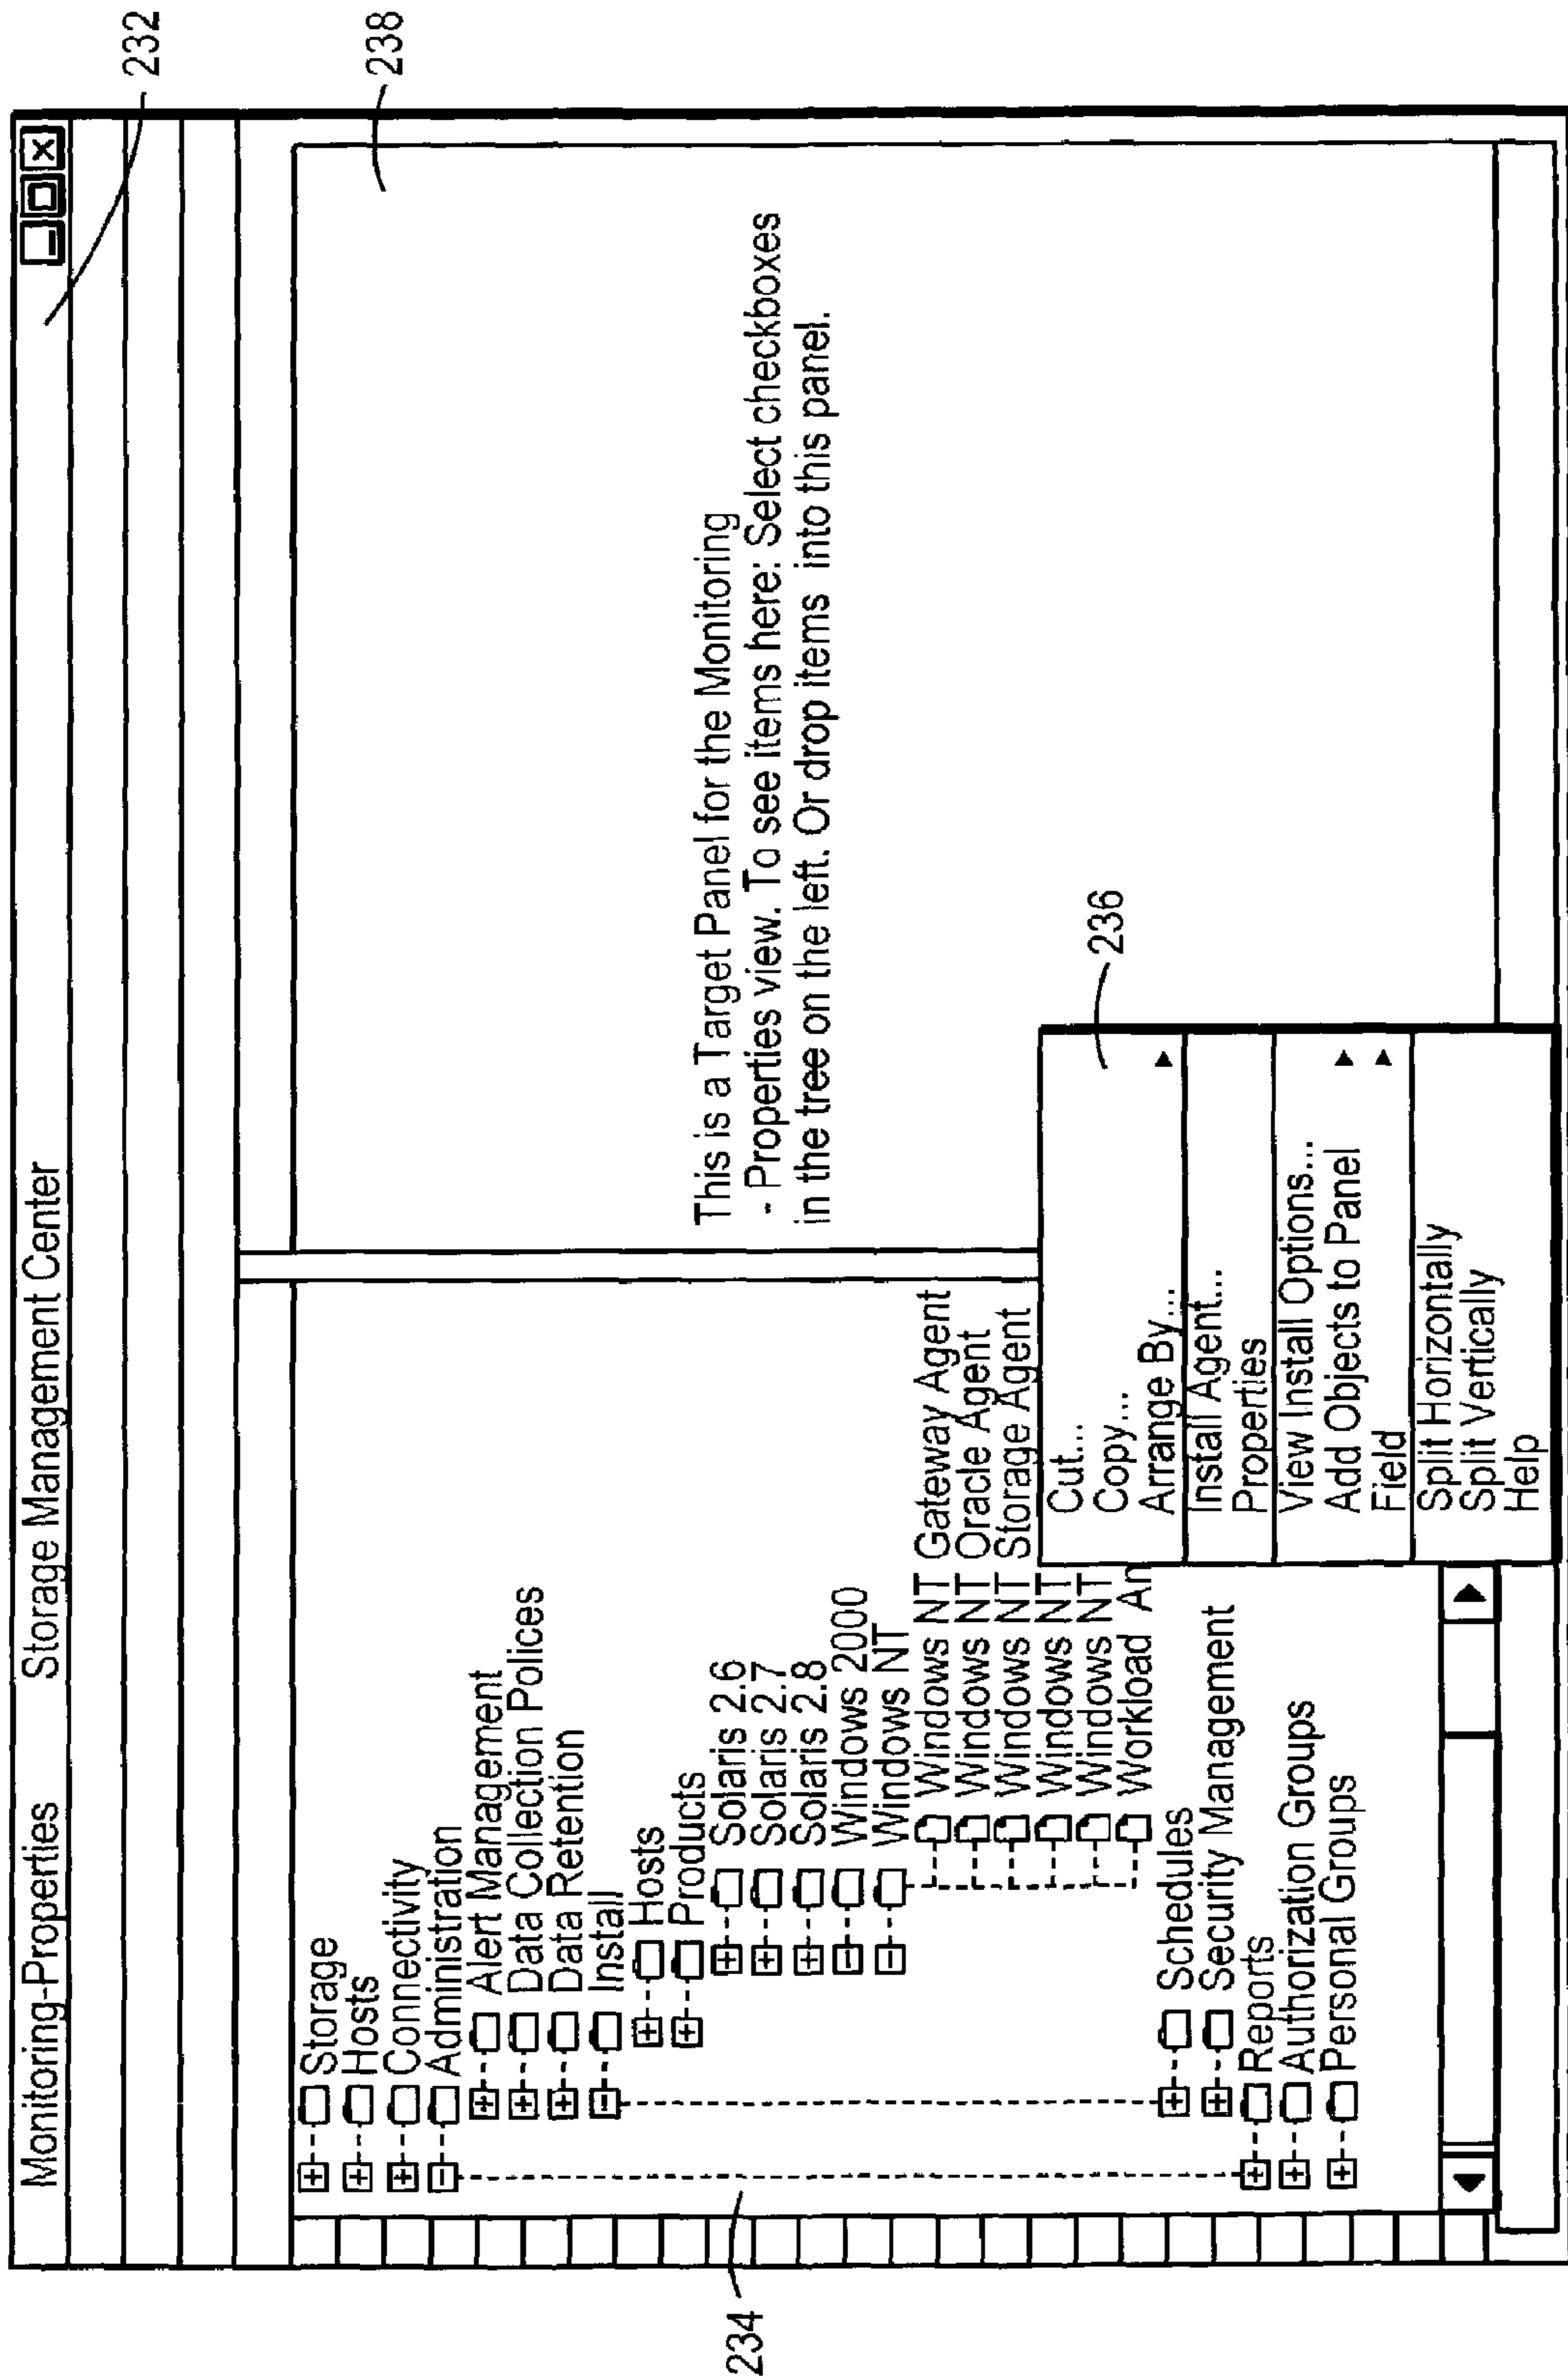 232
Monitoring-Properties Storage Management Center
238
Storage
Hosts
Connectivity
Administration
Alert Management
Data Collection Polices
Data Retention
Install
Hosts
Products
Solaris 2.6
Solaris 2.7
Solaris 2.8
Windows 2000
Windows NT
Windows NT Gateway Agent
Windows NT Oracle Agent
Windows NT Storage Agent
Windows NT
Windows NT
Workload An
Schedules
Security Management
Reports
Authorization Groups
Personal Groups
234
This is a Target Panel for the Monitoring
- Properties view. To see items here: Select checkboxes
in the tree on the left. Or drop items into this panel.
236
Cut...
Copy...
Arrange By...
Install Agent...
Properties
View Install Options...
Add Objects to Panel
Field
Split Horizontally
Split Vertically
Help